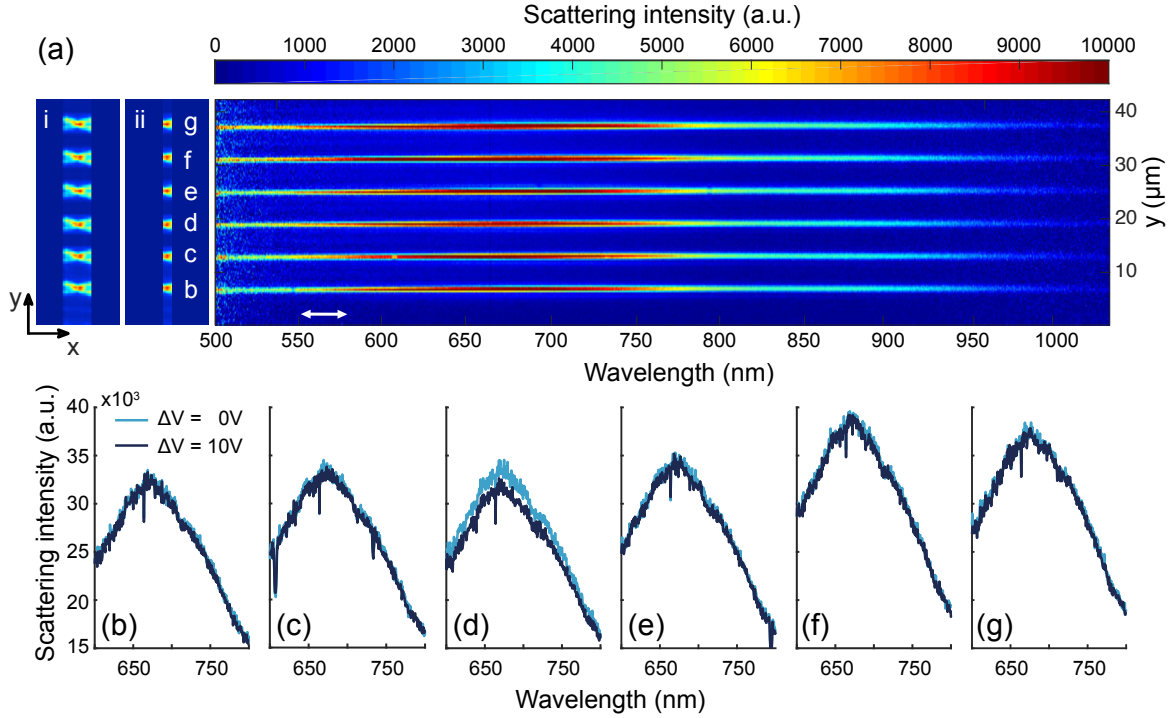 Scattering intensity (a.u.)
(a)
0 1000 2000 3000 4000 5000 6000 7000 8000 9000 10000
i ii g
f
e
d
c
b
40
30
20
10
y (μm)
y
x
500 550 600 650 700 750 800 850 900 950 1000
Wavelength (nm)
x10³
Scattering intensity (a.u.)
40
35
30
25
20
15
ΔV = 0V
ΔV = 10V
(b) (c) (d) (e) (f) (g)
650 750 650 750 650 750 650 750 650 750 650 750
Wavelength (nm)